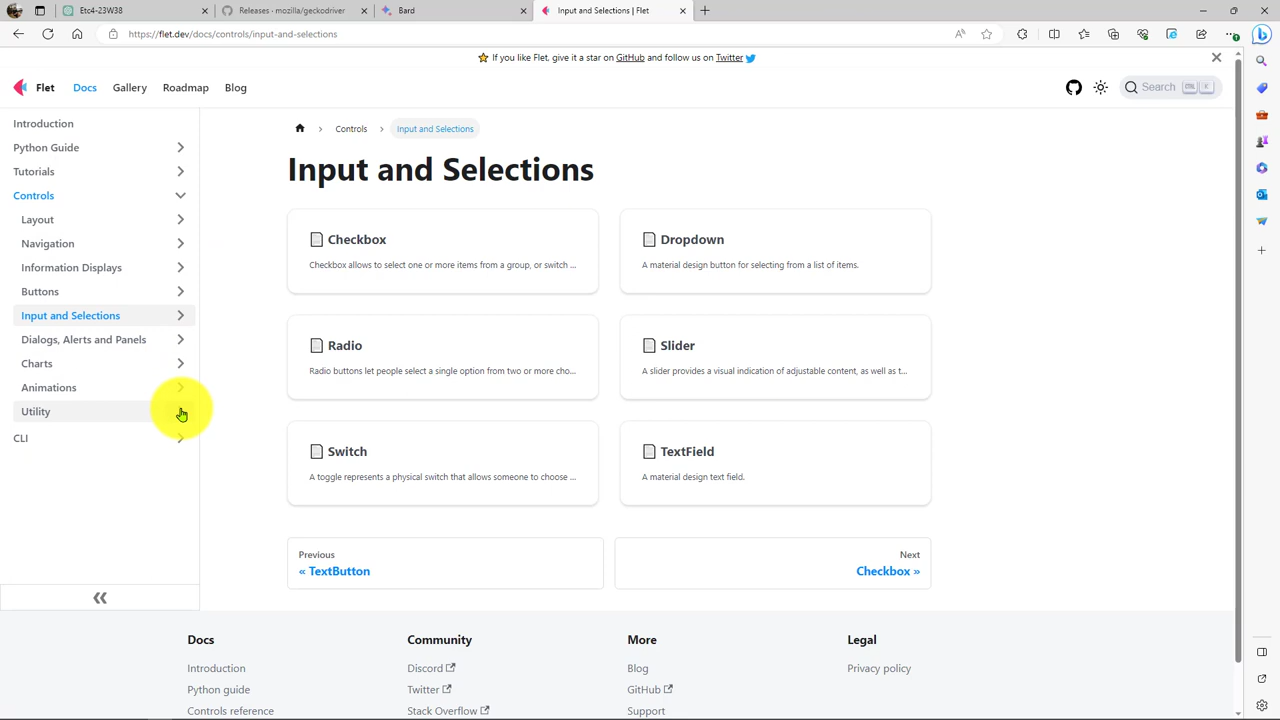 Etc4-23W38
Releases · mozilla/geckodriver
Bard
Input and Selections | Flet
https://flet.dev/docs/controls/input-and-selections
⭐ If you like Flet, give it a star on GitHub and follow us on Twitter
Flet
Docs
Gallery
Roadmap
Blog
Search
Introduction
Python Guide
Tutorials
Controls
Layout
Navigation
Information Displays
Buttons
Input and Selections
Dialogs, Alerts and Panels
Charts
Animations
Utility
CLI
Controls
Input and Selections
Input and Selections
Checkbox
Checkbox allows to select one or more items from a group, or switch ...
Dropdown
A material design button for selecting from a list of items.
Radio
Radio buttons let people select a single option from two or more cho...
Slider
A slider provides a visual indication of adjustable content, as well as t...
Switch
A toggle represents a physical switch that allows someone to choose ...
TextField
A material design text field.
Previous
« TextButton
Next
Checkbox »
Docs
Introduction
Python guide
Controls reference
Community
Discord
Twitter
Stack Overflow
More
Blog
GitHub
Support
Legal
Privacy policy